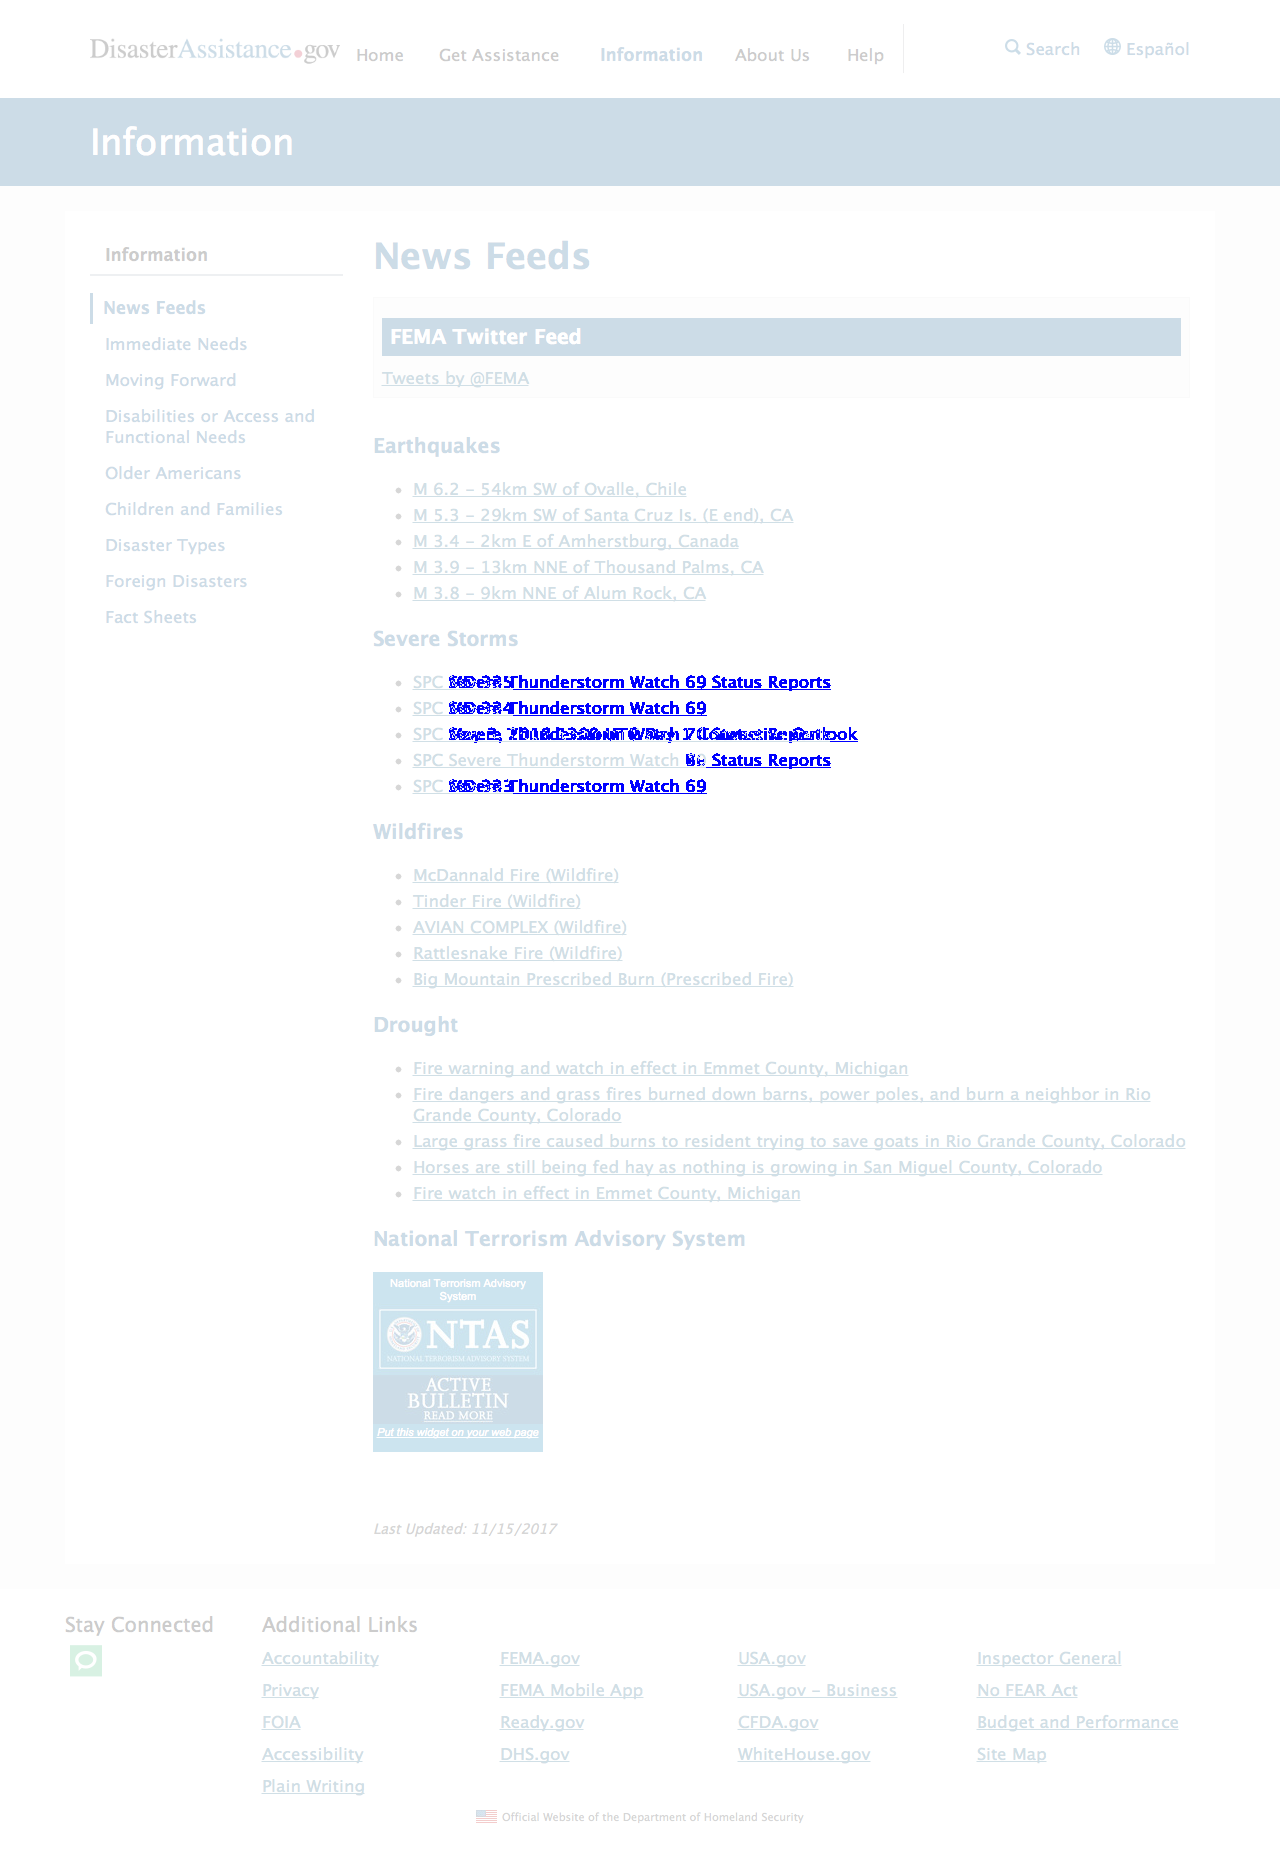 DisasterAssistance.gov
Home Get Assistance Information About Us Help
Search Español
Information
Information
News Feeds
Immediate Needs
Moving Forward
Disabilities or Access and
Functional Needs
Older Americans
Children and Families
Disaster Types
Foreign Disasters
Fact Sheets
News Feeds
FEMA Twitter Feed
Tweets by @FEMA
Earthquakes
M 6.2 - 54km SW of Ovalle, Chile
M 5.3 - 29km SW of Santa Cruz Is. (E end), CA
M 3.4 - 2km E of Amherstburg, Canada
M 3.9 - 13km NNE of Thousand Palms, CA
M 3.8 - 9km NNE of Alum Rock, CA
Severe Storms
SPC Thunderstorm Watch 69 Status Reports
SPC Thunderstorm Watch 69
SPC
SPC Severe Thunderstorm Watch Status Reports
SPC Thunderstorm Watch 69
Wildfires
McDannald Fire (Wildfire)
Tinder Fire (Wildfire)
AVIAN COMPLEX (Wildfire)
Rattlesnake Fire (Wildfire)
Big Mountain Prescribed Burn (Prescribed Fire)
Drought
Fire warning and watch in effect in Emmet County, Michigan
Fire dangers and grass fires burned down barns, power poles, and burn a neighbor in Rio
Grande County, Colorado
Large grass fire caused burns to resident trying to save goats in Rio Grande County, Colorado
Horses are still being fed hay as nothing is growing in San Miguel County, Colorado
Fire watch in effect in Emmet County, Michigan
National Terrorism Advisory System
National Terrorism Advisory
System
NTAS
NATIONAL TERRORISM ADVISORY SYSTEM
ACTIVE
BULLETIN
READ MORE
Put this widget on your web page
Last Updated: 11/15/2017
Stay Connected
Additional Links
Accountability FEMA.gov USA.gov Inspector General
Privacy FEMA Mobile App USA.gov - Business No FEAR Act
FOIA Ready.gov CFDA.gov Budget and Performance
Accessibility DHS.gov WhiteHouse.gov Site Map
Plain Writing
Official Website of the Department of Homeland Security